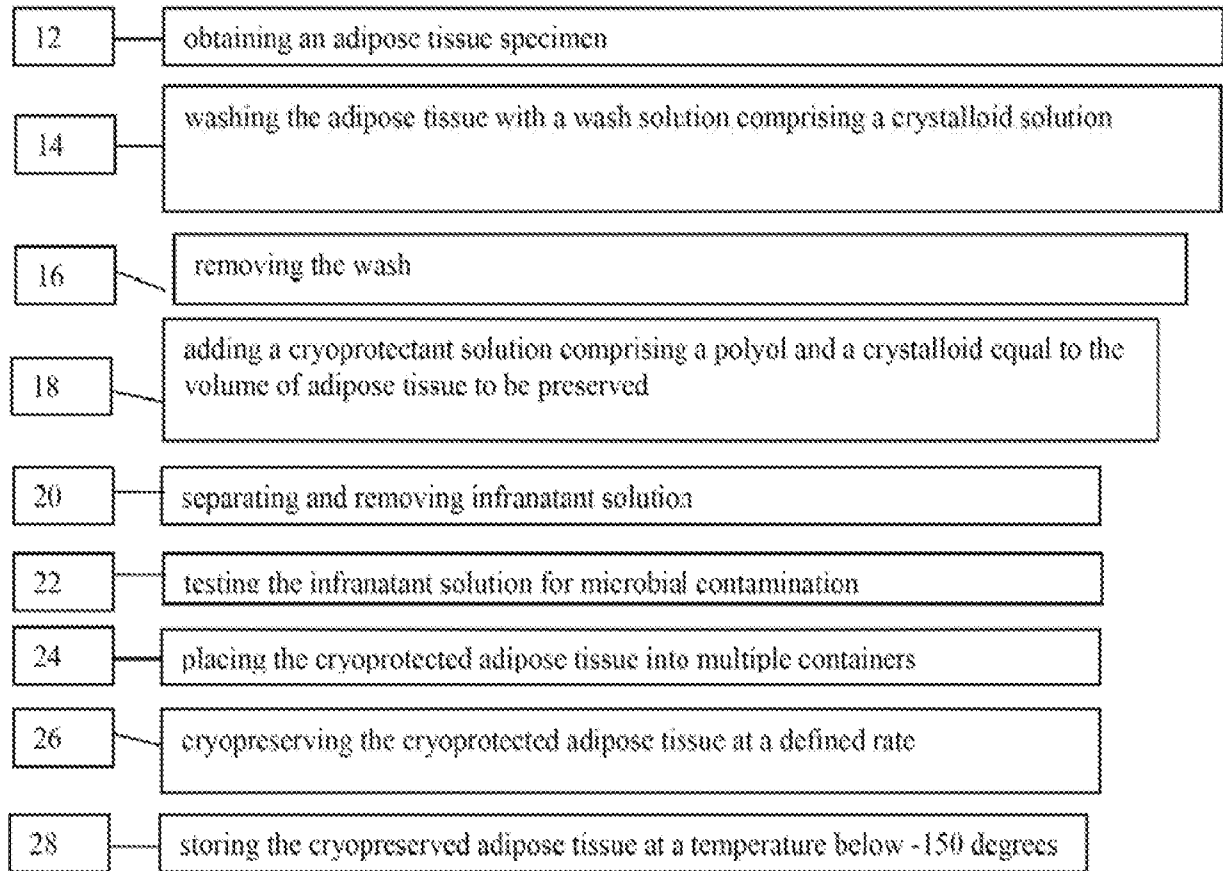 12 obtaining an adipose tissue specimen
14 washing the adipose tissue with a wash solution comprising a crystalloid solution
16 removing the wash
18 adding a cryoprotectant solution comprising a polyol and a crystalloid equal to the
volume of adipose tissue to be preserved
20 separating and removing infranatant solution
22 testing the infranatant solution for microbial contamination
24 placing the cryoprotected adipose tissue into multiple containers
26 cryopreserving the cryoprotected adipose tissue at a defined rate
28 storing the cryopreserved adipose tissue at a temperature below -150 degrees